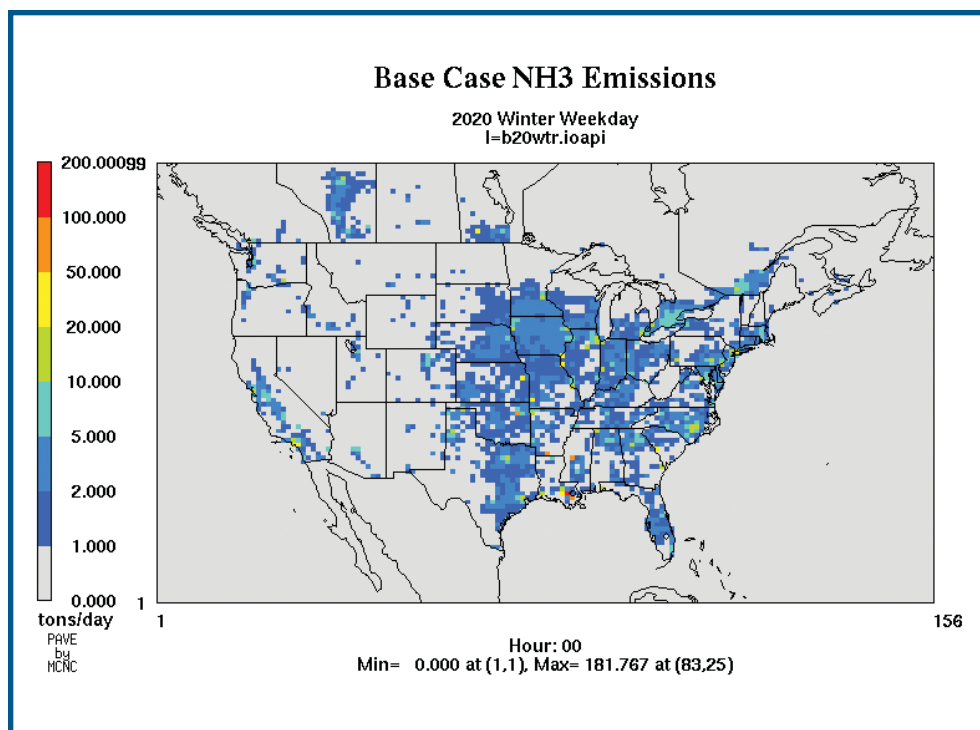 Base Case NH3 Emissions
2020 Winter Weekday
l=b20wtr.ioapi
200.000
99
100.000
50.000
20.000
10.000
5.000
2.000
1.000
0.000
1
tons/day
1
156
PAVE
by
MCNC
Hour: 00
Min= 0.000 at (1,1), Max= 181.767 at (83,25)